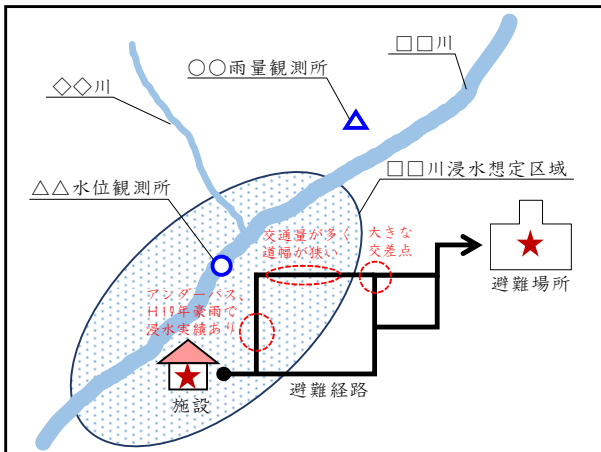 □□川
○○雨量観測所
◇◇川
□□川浸水想定区域
△△水位観測所
交通量が多く
道幅が狭い
大きな
交差点
避難場所
アンダーパス、
H19年豪雨で
浸水実績あり
避難経路
施設